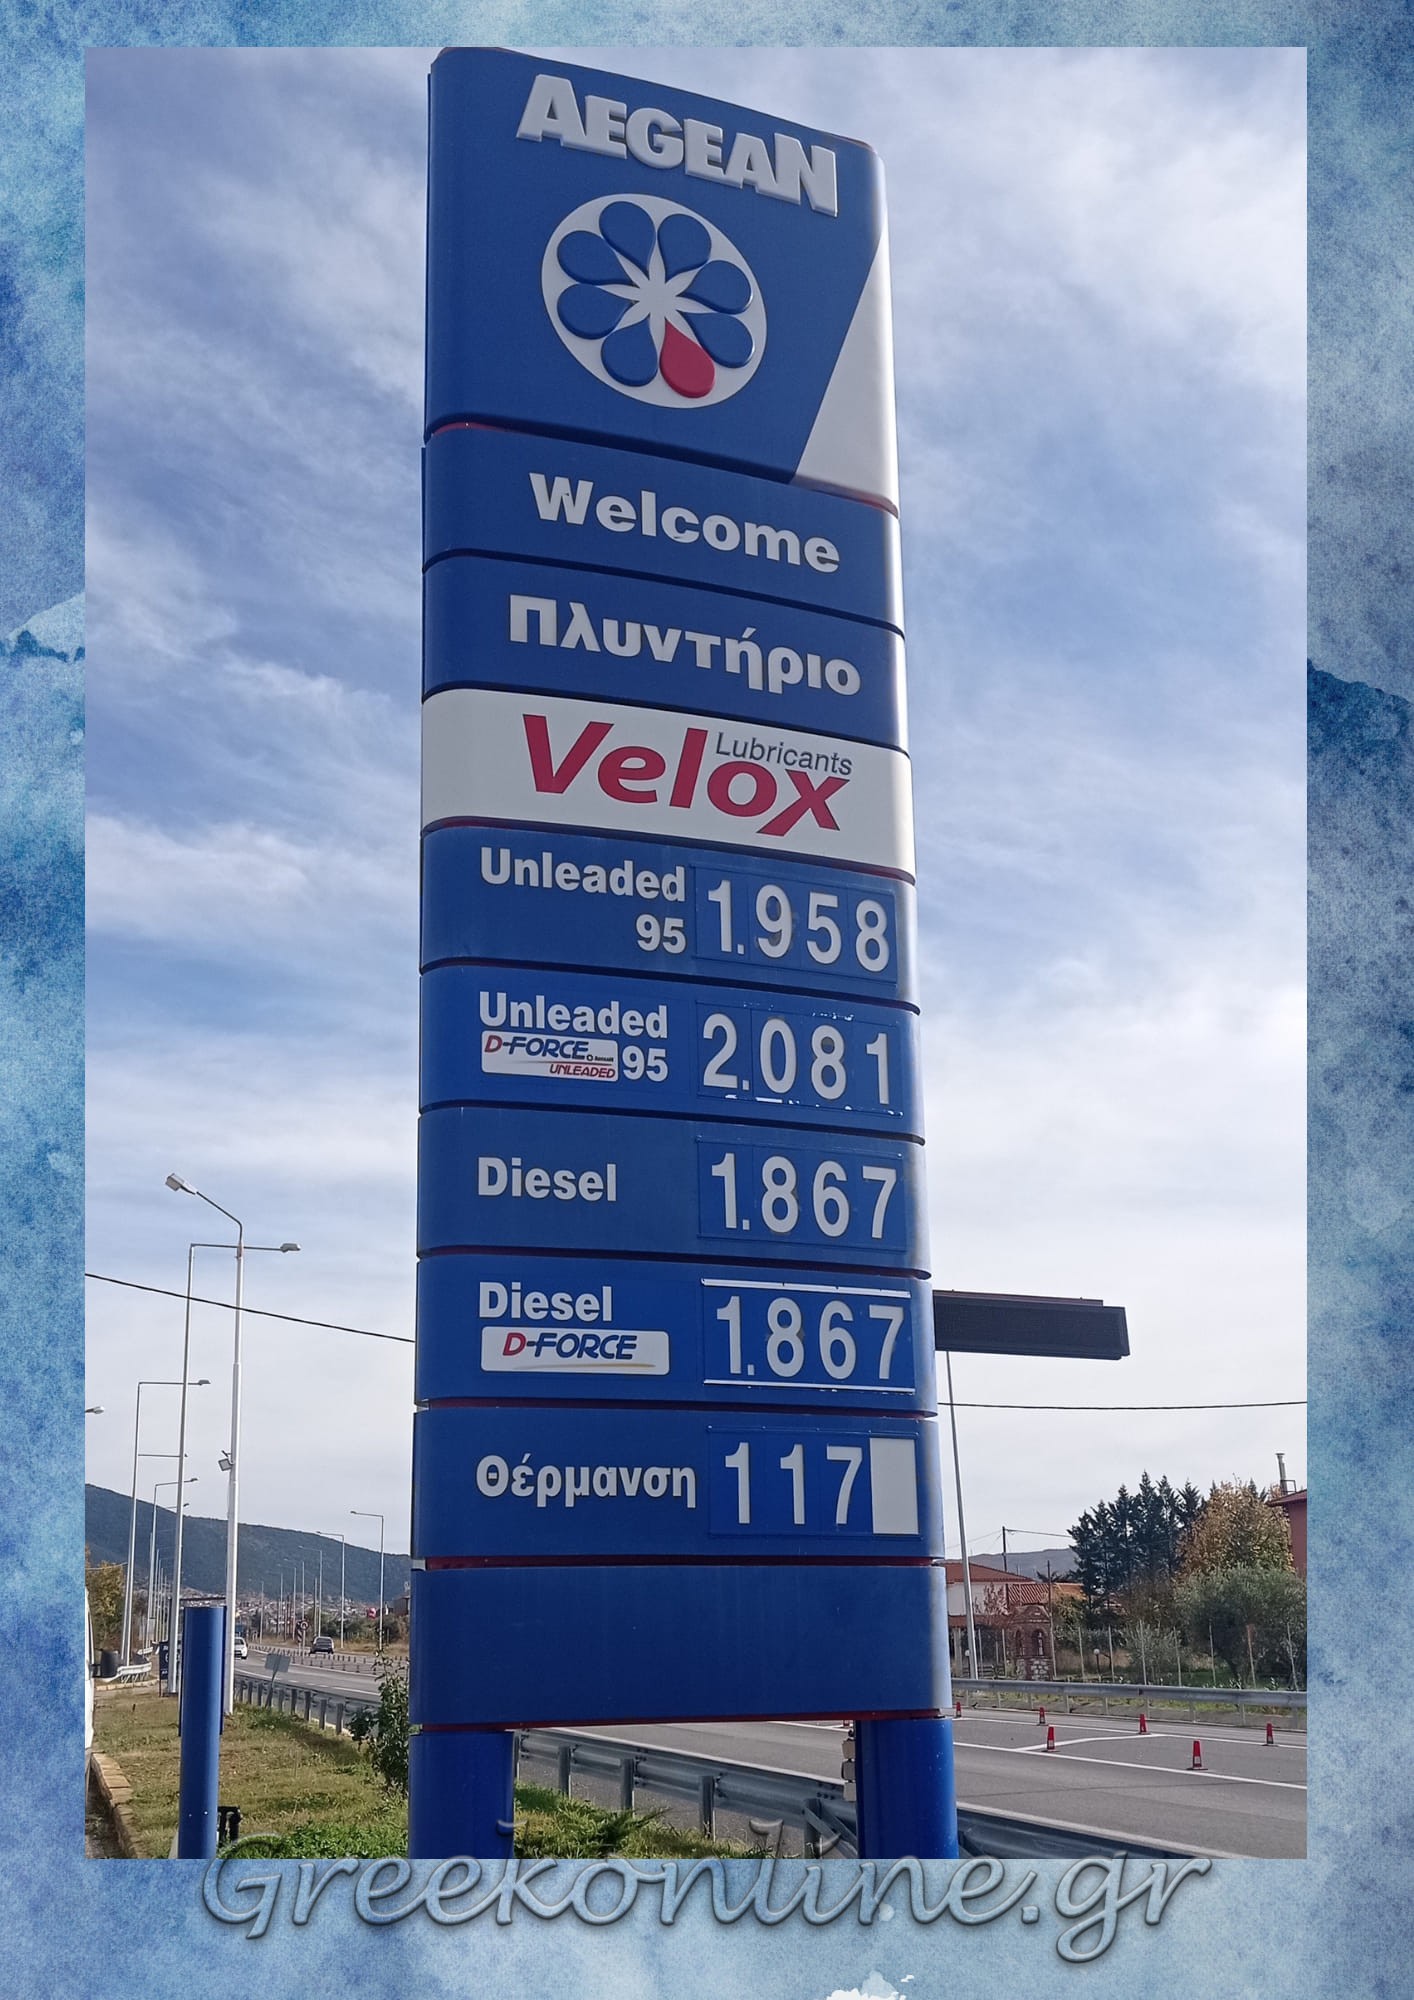 AEGEAN
Welcome
Πλυντήριο
Velox Lubricants
Unleaded
95 1.958
Unleaded
D-FORCE
UNLEADED 95 2.081
Diesel 1.867
Diesel
D-FORCE 1.867
Θέρμανση 117
Greekonline.gr